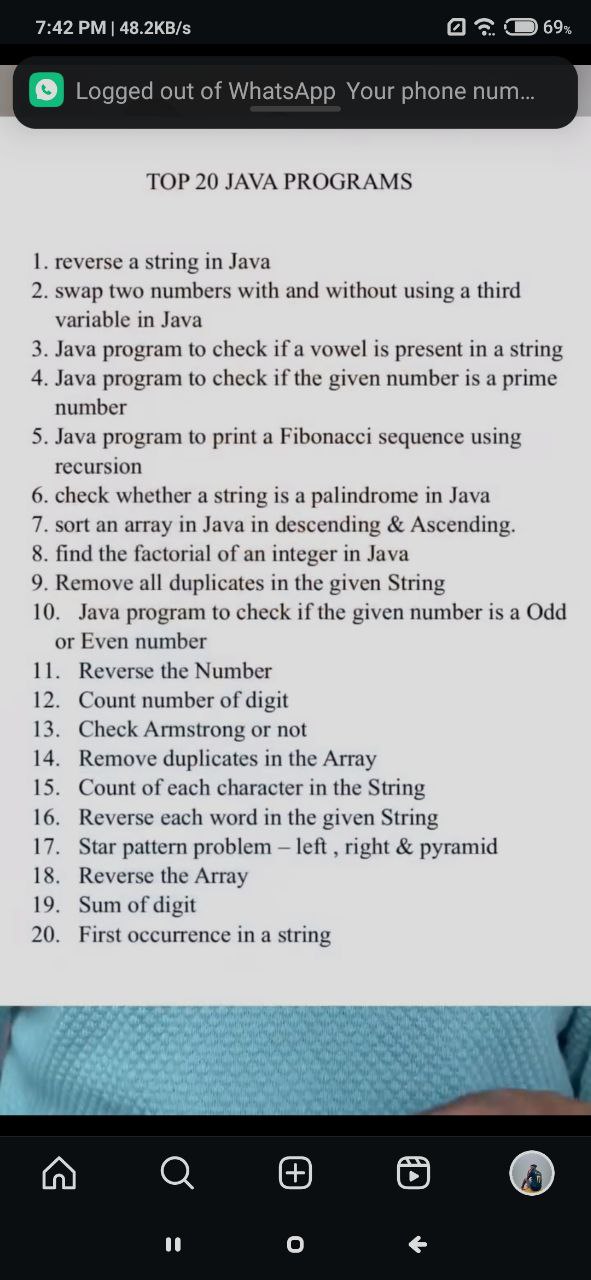 7:42 PM | 48.2KB/s
69%
Logged out of WhatsApp Your phone num...
TOP 20 JAVA PROGRAMS
1. reverse a string in Java
2. swap two numbers with and without using a third
variable in Java
3. Java program to check if a vowel is present in a string
4. Java program to check if the given number is a prime
number
5. Java program to print a Fibonacci sequence using
recursion
6. check whether a string is a palindrome in Java
7. sort an array in Java in descending & Ascending.
8. find the factorial of an integer in Java
9. Remove all duplicates in the given String
10. Java program to check if the given number is a Odd
or Even number
11. Reverse the Number
12. Count number of digit
13. Check Armstrong or not
14. Remove duplicates in the Array
15. Count of each character in the String
16. Reverse each word in the given String
17. Star pattern problem – left , right & pyramid
18. Reverse the Array
19. Sum of digit
20. First occurrence in a string